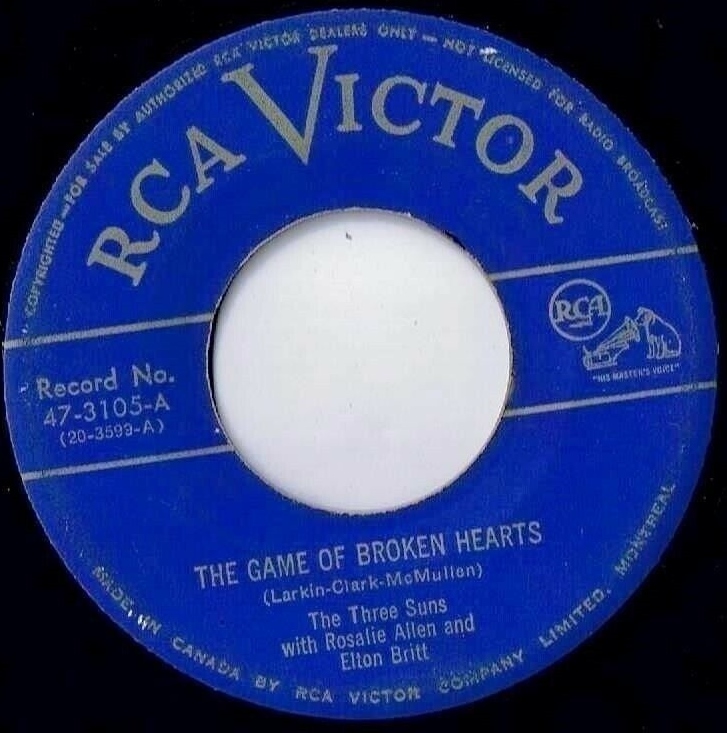 COPYRIGHTED—FOR SALE BY AUTHORIZED RCA VICTOR DEALERS ONLY — NOT LICENSED FOR RADIO BROADCAST
RCA VICTOR
RCA
"HIS MASTER'S VOICE"
Record No.
47-3105-A
(20-3599-A)
THE GAME OF BROKEN HEARTS
(Larkin-Clark-McMullen)
The Three Suns
with Rosalie Allen and
Elton Britt
MADE IN CANADA BY RCA VICTOR COMPANY LIMITED, MONTREAL